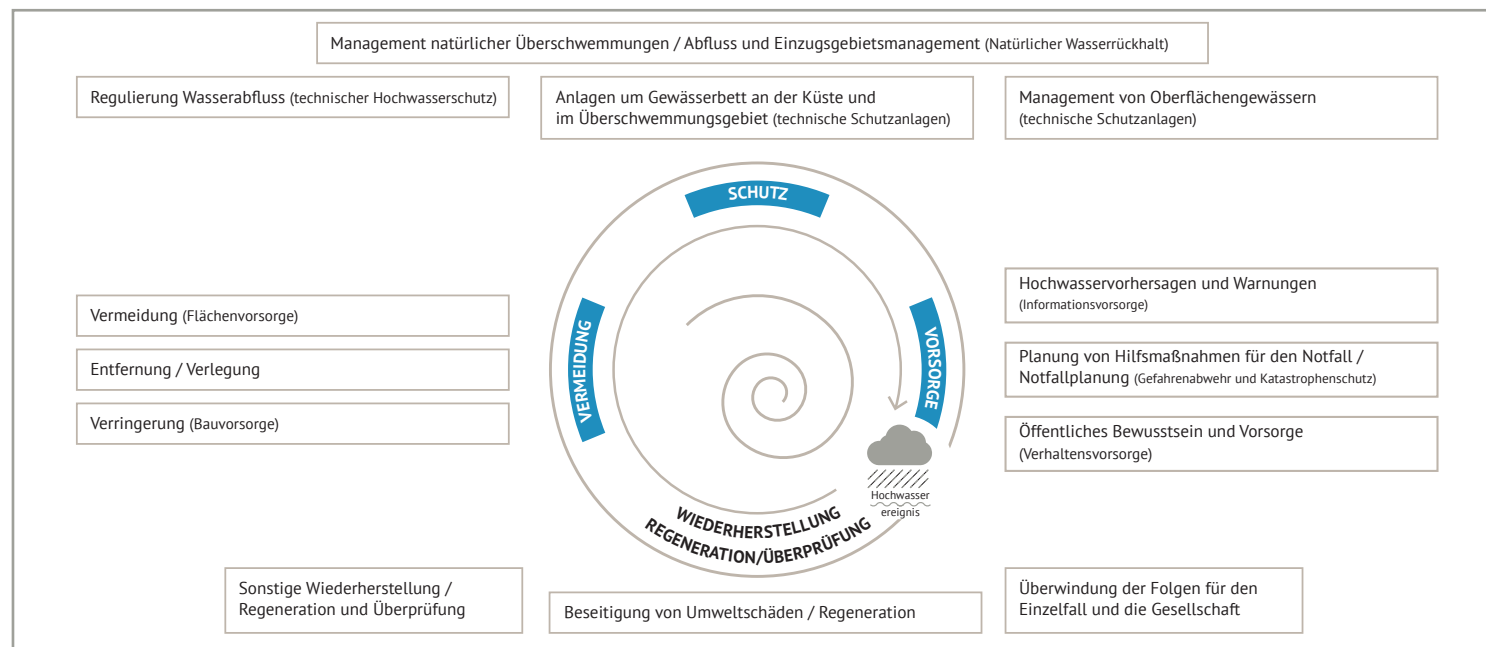 Management natürlicher Überschwemmungen / Abfluss und Einzugsgebietsmanagement (Natürlicher Wasserrückhalt)
Regulierung Wasserabfluss (technischer Hochwasserschutz)
Anlagen um Gewässerbett an der Küste und
im Überschwemmungsgebiet (technische Schutzanlagen)
Management von Oberflächengewässern
(technische Schutzanlagen)
SCHUTZ
VERMEIDUNG
VORSORGE
Vermeidung (Flächenvorsorge)
Entfernung / Verlegung
Verringerung (Bauvorsorge)
Hochwasservorhersagen und Warnungen
(Informationsvorsorge)
Planung von Hilfsmaßnahmen für den Notfall /
Notfallplanung (Gefahrenabwehr und Katastrophenschutz)
Öffentliches Bewusstsein und Vorsorge
(Verhaltensvorsorge)
Hochwasser
ereignis
WIEDERHERSTELLUNG
REGENERATION/ÜBERPRÜFUNG
Sonstige Wiederherstellung /
Regeneration und Überprüfung
Beseitigung von Umweltschäden / Regeneration
Überwindung der Folgen für den
Einzelfall und die Gesellschaft